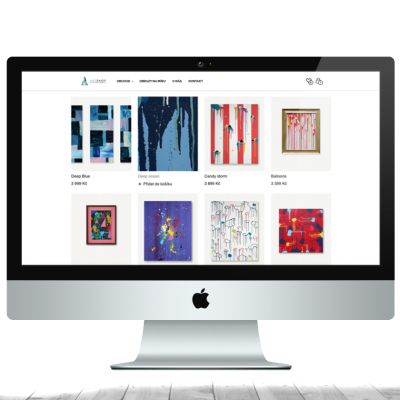 OBCHOD OBRAZY NA MÍRU O NÁS KONTAKT
Deep Blue
Deep ocean
Candy storm
Balloons
3 999 Kč
Přidat do košíku
3 899 Kč
3 399 Kč